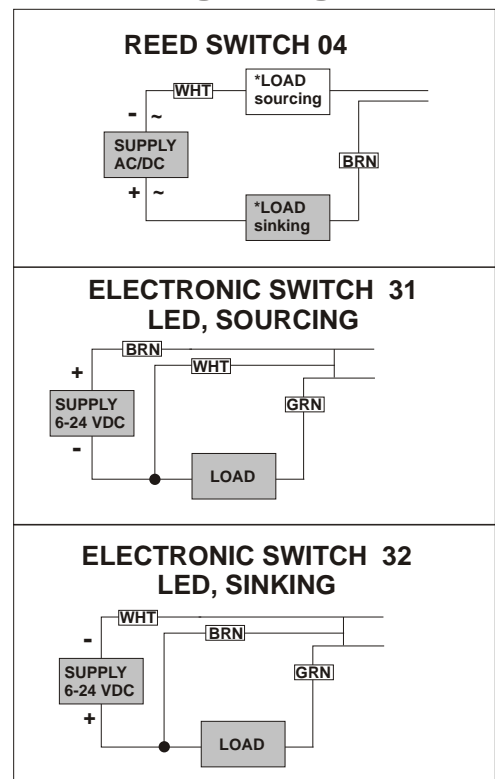 REED SWITCH 04
WHT
*LOAD
sourcing
- ~
SUPPLY
AC/DC
BRN
+ ~
*LOAD
sinking
ELECTRONIC SWITCH 31
LED, SOURCING
BRN
+
WHT
SUPPLY
6-24 VDC
GRN
-
LOAD
ELECTRONIC SWITCH 32
LED, SINKING
WHT
-
BRN
SUPPLY
6-24 VDC
GRN
+
LOAD